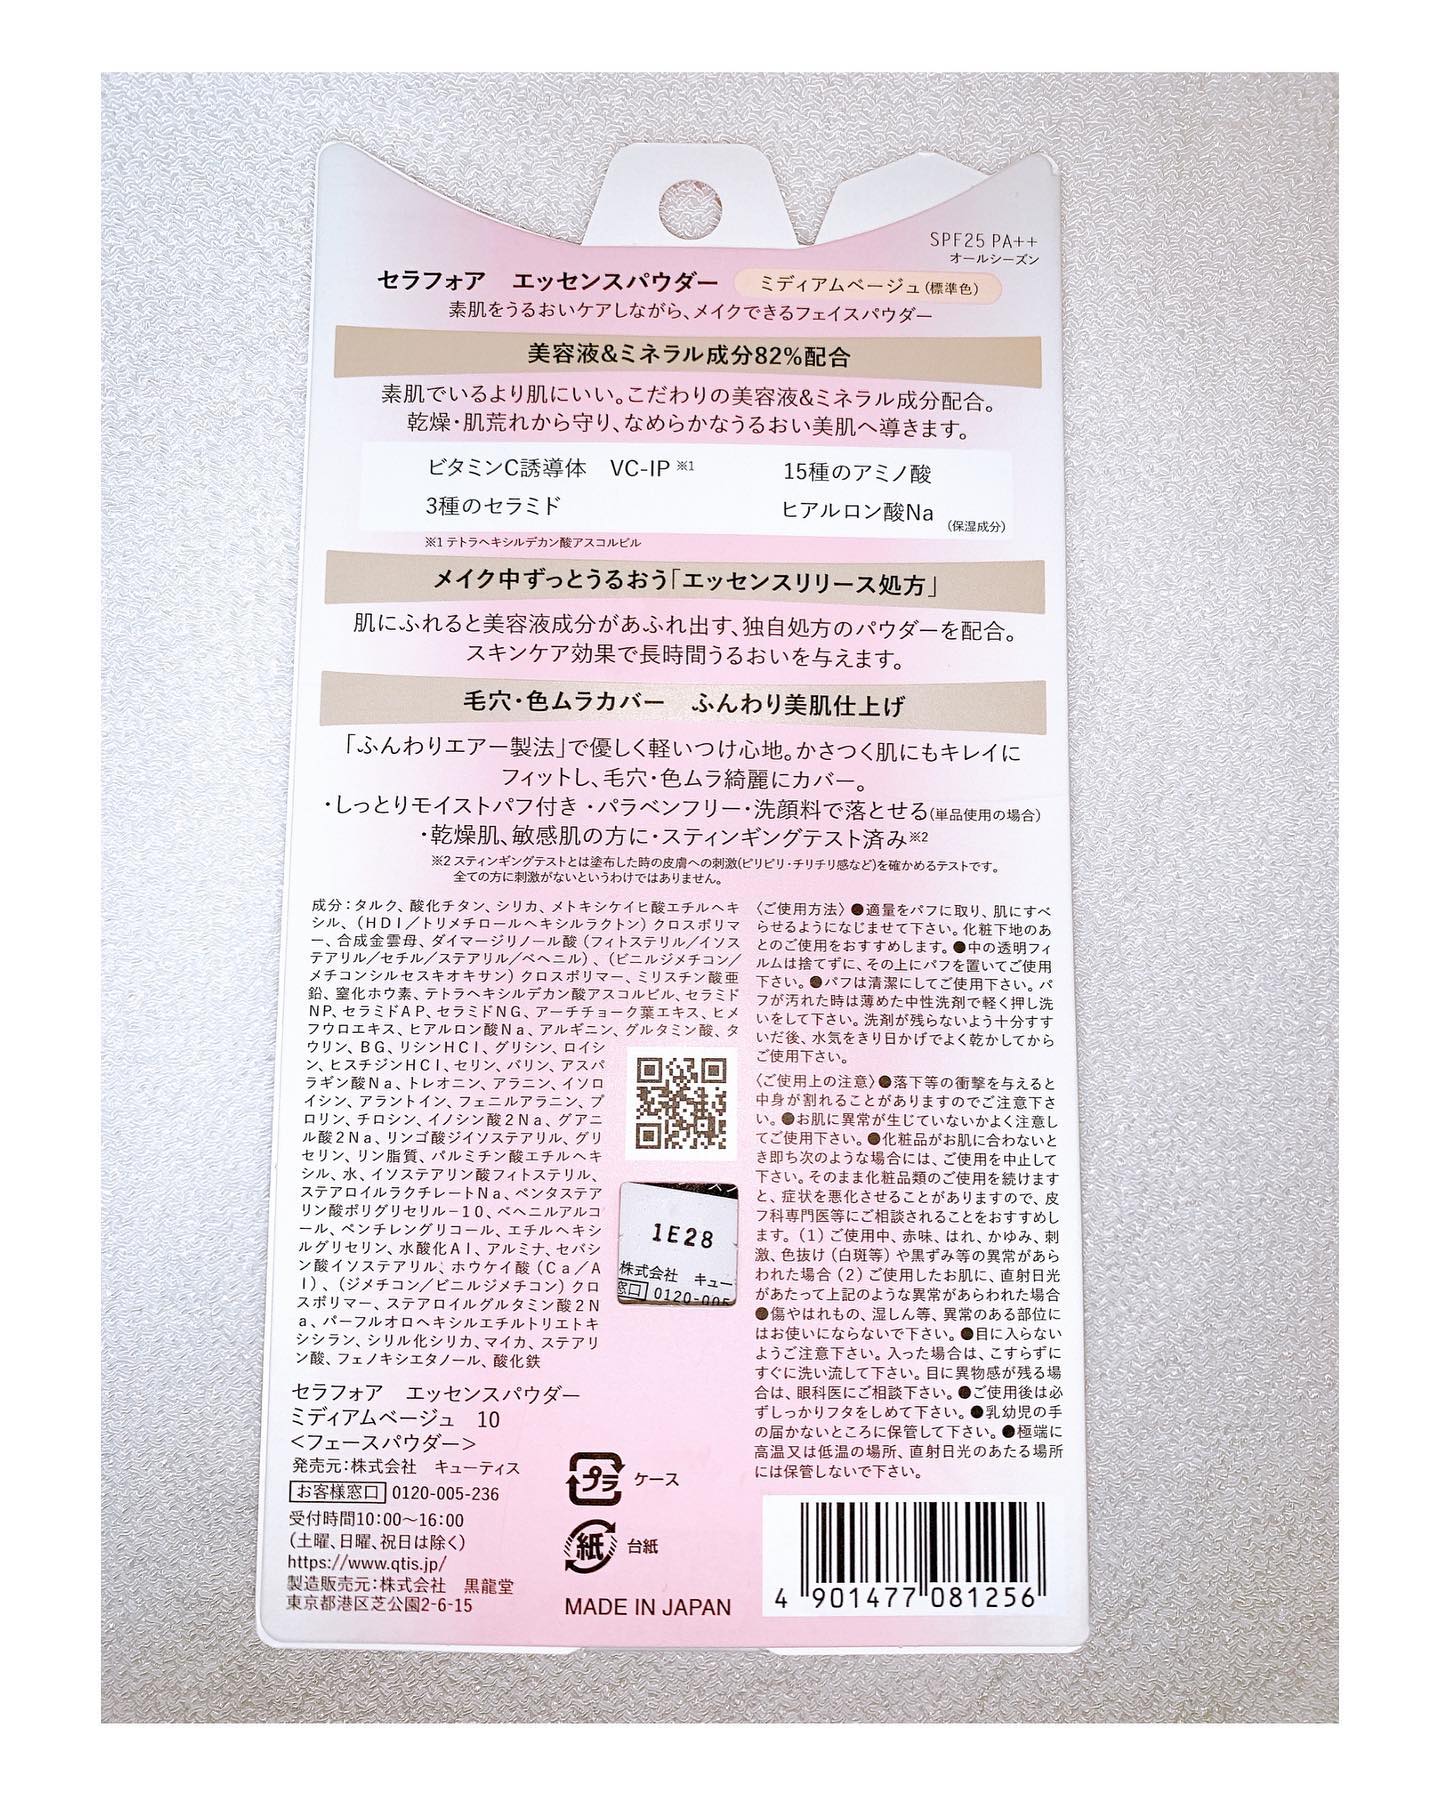 SPF25 PA++
オールシーズン
セラフォア　エッセンスパウダー　ミディアムベージュ(標準色)
素肌をうるおいケアしながら、メイクできるフェイスパウダー
美容液&ミネラル成分82%配合
素肌でいるより肌にいい。こだわりの美容液&ミネラル成分配合。
乾燥・肌荒れから守り、なめらかなうるおい美肌へ導きます。
ビタミンC誘導体　VC-IP ※1　15種のアミノ酸
3種のセラミド　ヒアルロン酸Na
(保湿成分)
※1 テトラヘキシルデカン酸アスコルビル
メイク中ずっとうるおう「エッセンスリリース処方」
肌にふれると美容液成分があふれ出す、独自処方のパウダーを配合。
スキンケア効果で長時間うるおいを与えます。
毛穴・色ムラカバー　ふんわり美肌仕上げ
「ふんわりエアー製法」で優しく軽いつけ心地。かさつく肌にもキレイに
フィットし、毛穴・色ムラ綺麗にカバー。
・しっとりモイストパフ付き ・パラベンフリー・洗顔料で落とせる(単品使用の場合)
・乾燥肌、敏感肌の方に・スティンギングテスト済み※2
※2 スティンギングテストとは塗布した時の皮膚への刺激(ピリピリ・チリチリ感など)を確かめるテストです。
全ての方に刺激がないというわけではありません。
成分：タルク、酸化チタン、シリカ、メトキシケイヒ酸エチルヘキ
シル、（HDI／トリメチロールヘキシルラクトン）クロスポリマ
ー、合成金雲母、ダイマージリノール酸（フィトステリル／イソス
テアリル／セチル／ステアリル／ベヘニル）、（ビニルジメチコン／
メチコンシルセスキオキサン）クロスポリマー、ミリスチン酸亜
鉛、窒化ホウ素、テトラヘキシルデカン酸アスコルビル、セラミド
NP、セラミドAP、セラミドNG、アーチチョーク葉エキス、ヒメ
フウロエキス、ヒアルロン酸Na、アルギニン、グルタミン酸、タ
ウリン、BG、リシンHCl、グリシン、ロイシ
ン、ヒスチジンHCl、セリン、バリン、アスパ
ラギン酸Na、トレオニン、アラニン、イソロ
イシン、アラントイン、フェニルアラニン、プ
ロリン、チロシン、イノシン酸2Na、グアニ
ル酸2Na、リンゴ酸ジイソステアリル、グリ
セリン、リン脂質、パルミチン酸エチルヘキ
シル、水、イソステアリン酸フィトステリル、
ステアロイルラクチレートNa、ペンタステア
リン酸ポリグリセリル－10、ベヘニルアルコ
ール、ペンチレングリコール、エチルヘキシ
ルグリセリン、水酸化Al、アルミナ、セバシ
ン酸イソステアリル、ホウケイ酸（Ca／A
l）、（ジメチコン／ビニルジメチコン）クロ
スポリマー、ステアロイルグルタミン酸2N
a、パーフルオロヘキシルエチルトリエトキ
シシラン、シリル化シリカ、マイカ、ステアリ
ン酸、フェノキシエタノール、酸化鉄
1E28
株式会社　キュー
窓口 0120-005
セラフォア　エッセンスパウダー
ミディアムベージュ　10
<フェースパウダー>
発売元：株式会社　キューティス
お客様窓口 0120-005-236
受付時間10:00～16:00
(土曜、日曜、祝日は除く)
https://www.qtis.jp/
製造販売元：株式会社　黒龍堂
東京都港区芝公園2-6-15
プラ ケース
紙 台紙
MADE IN JAPAN
〈ご使用方法〉●適量をパフに取り、肌にすべ
らせるようになじませて下さい。化粧下地のあ
とのご使用をおすすめします。●中の透明フィ
ルムは捨てずに、その上にパフを置いてご使用
下さい。●パフは清潔にしてご使用下さい。パ
フが汚れた時は薄めた中性洗剤で軽く押し洗
いをして下さい。洗剤が残らないよう十分すす
いだ後、水気をきり日かげでよく乾かしてから
ご使用下さい。
〈ご使用上の注意〉●落下等の衝撃を与えると
中身が割れることがありますのでご注意下さ
い。●お肌に異常が生じていないかよく注意し
てご使用下さい。●化粧品がお肌に合わないと
き即ち次のような場合には、ご使用を中止して
下さい。そのまま化粧品類のご使用を続けます
と、症状を悪化させることがありますので、皮
フ科専門医等にご相談されることをおすすめし
ます。（1）ご使用中、赤味、はれ、かゆみ、刺
激、色抜け（白斑等）や黒ずみ等の異常があら
われた場合（2）ご使用したお肌に、直射日光
があたって上記のような異常があらわれた場合
●傷やはれもの、湿しん等、異常のある部位に
はお使いにならないで下さい。●目に入らない
ようご注意下さい。入った場合は、こすらずに
すぐに洗い流して下さい。目に異物感が残る場
合は、眼科医にご相談下さい。●ご使用後は必
ずしっかりフタをしめて下さい。●乳幼児の手
の届かないところに保管して下さい。●極端に
高温又は低温の場所、直射日光のあたる場所
には保管しないで下さい。
4 901477 081256